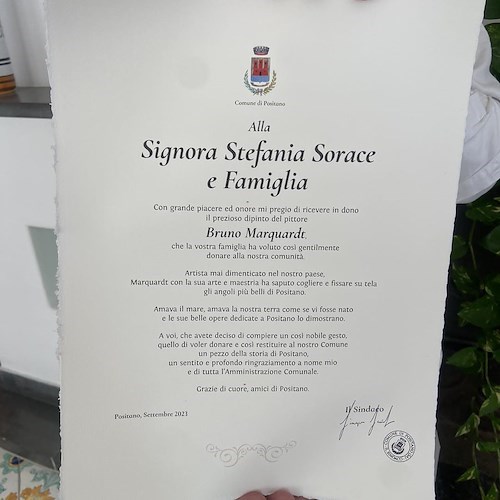 Comune di Positano
Alla
Signora Stefania Sorace
e Famiglia
Con grande piacere ed onore mi pregio di ricevere in dono
il prezioso dipinto del pittore
Bruno Marquardt,
che la vostra famiglia ha voluto così gentilmente
donare alla nostra comunità.
Artista mai dimenticato nel nostro paese,
Marquardt con la sua arte e maestria ha saputo cogliere e fissare su tela
gli angoli più belli di Positano.
Amava il mare, amava la nostra terra come se vi fosse nato
e le sue belle opere dedicate a Positano lo dimostrano.
A voi, che avete deciso di compiere un così nobile gesto,
quello di voler donare e così restituire al nostro Comune
un pezzo della storia di Positano,
un sentito e profondo ringraziamento a nome mio
e di tutta l'Amministrazione Comunale.
Grazie di cuore, amici di Positano.
Positano, Settembre 2021
Il Sindaco